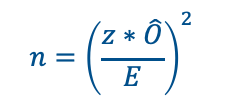 n = (z * Ô / E)²